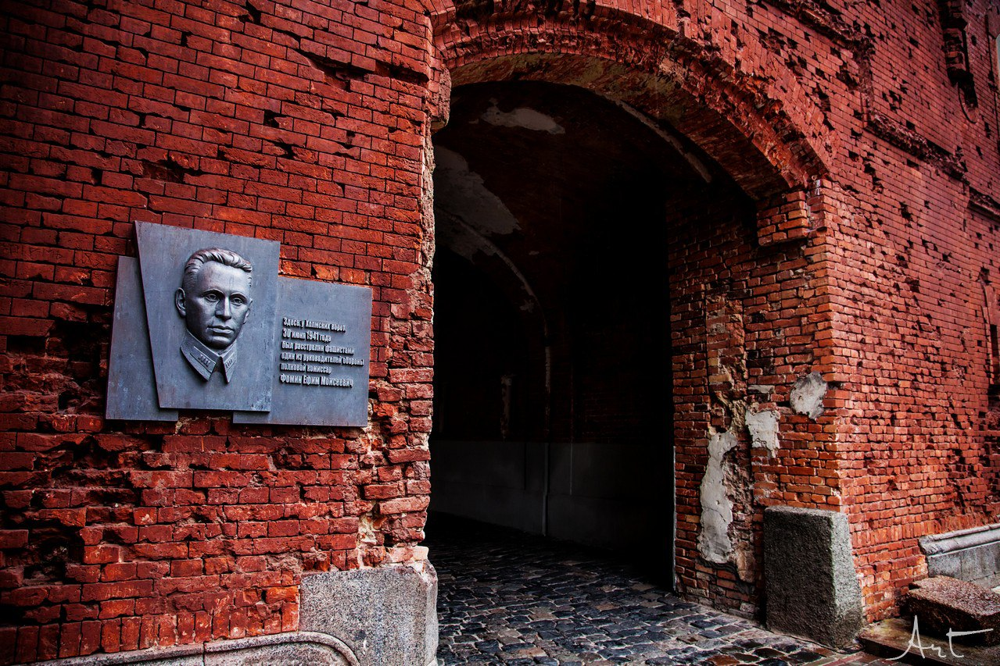 Здесь, у Холмских ворот,
30 июня 1941 года
был расстрелян фашистами
один из руководителей обороны
полковой комиссар
Фомин Ефим Моисеевич
Art